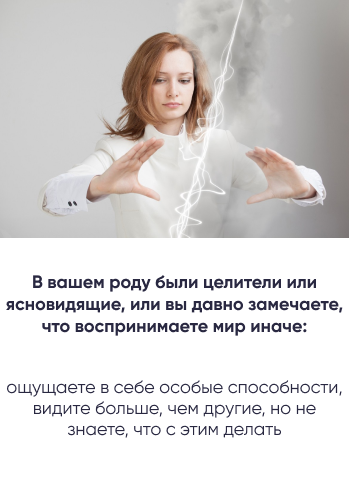 В вашем роду были целители или
ясновидящие, или вы давно замечаете,
что воспринимаете мир иначе:
ощущаете в себе особые способности,
видите больше, чем другие, но не
знаете, что с этим делать